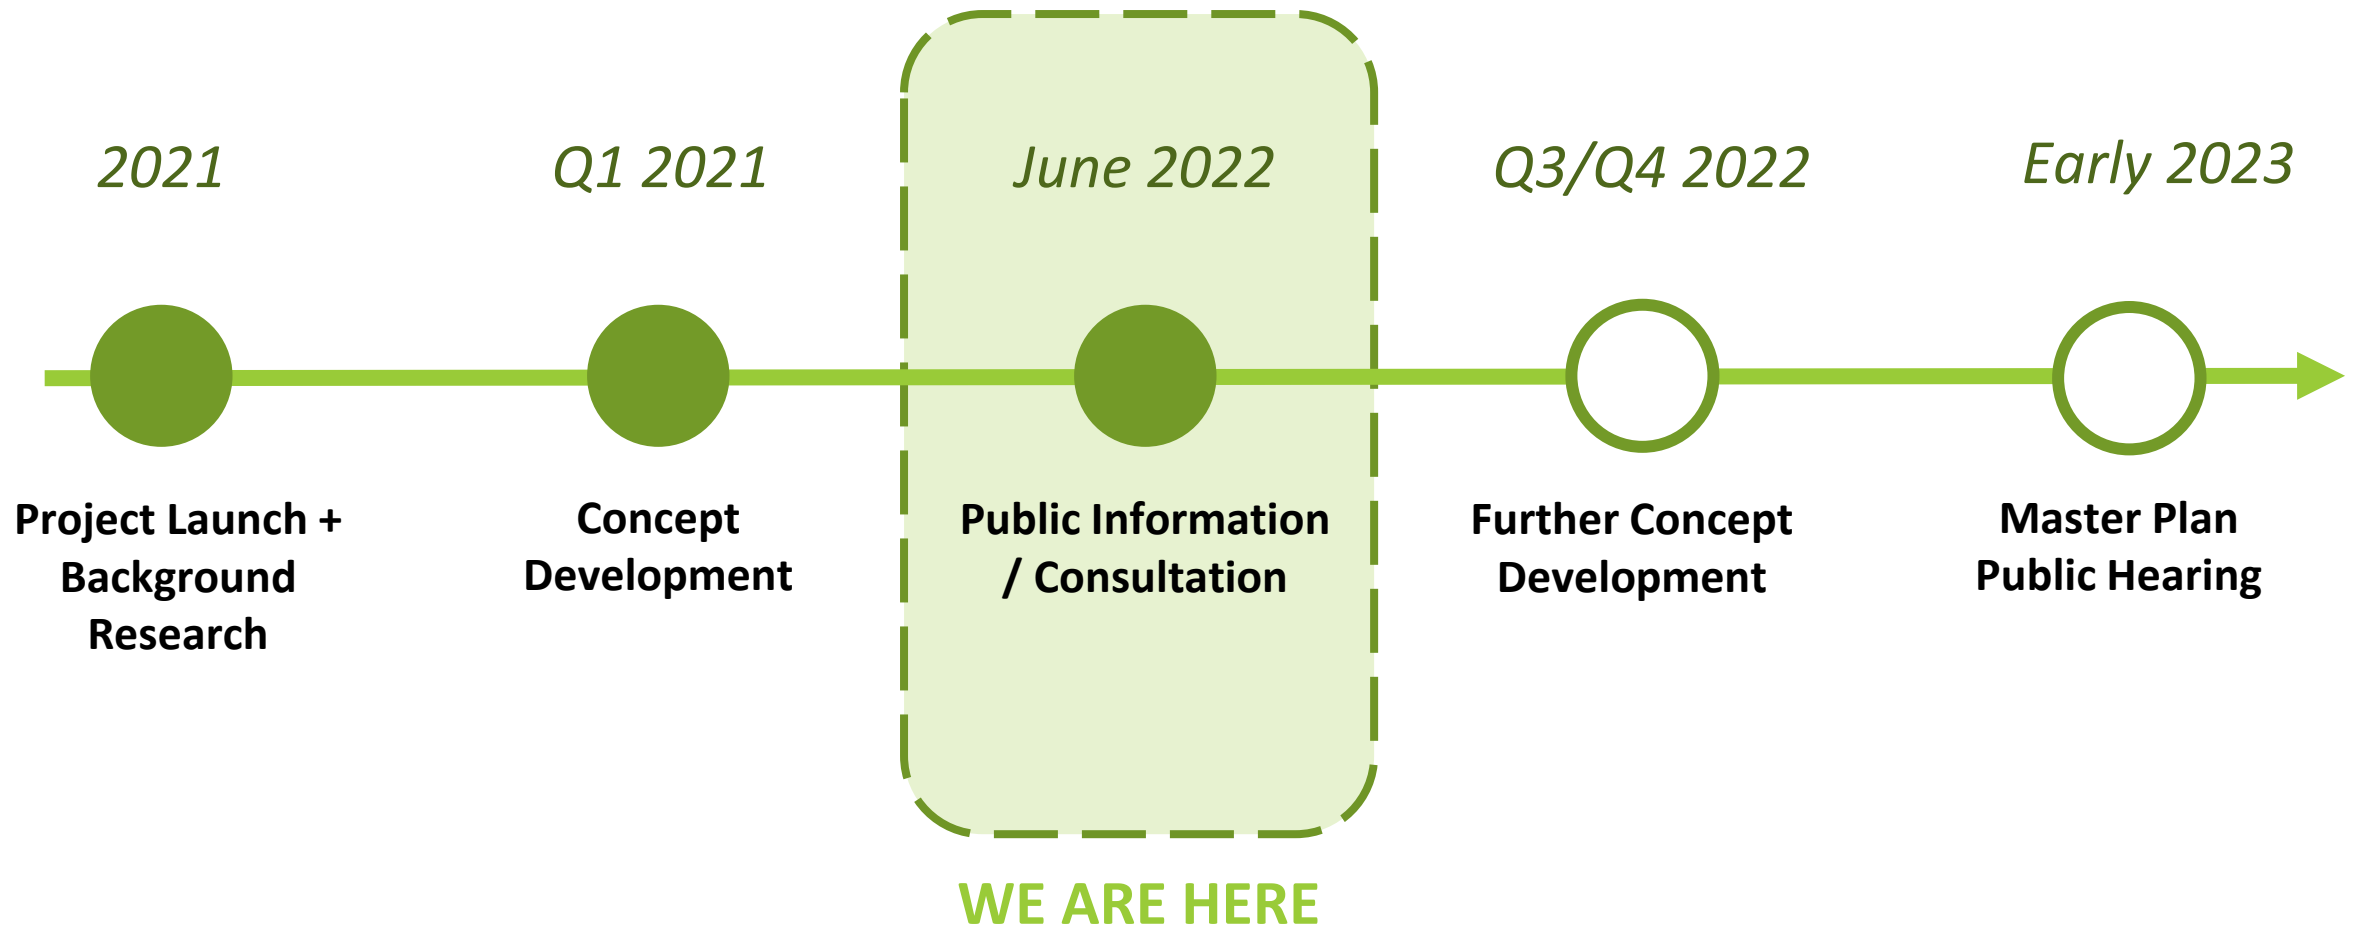 2021
Q1 2021
June 2022
Q3/Q4 2022
Early 2023
Project Launch +
Background
Research
Concept
Development
Public Information
/ Consultation
Further Concept
Development
Master Plan
Public Hearing
WE ARE HERE